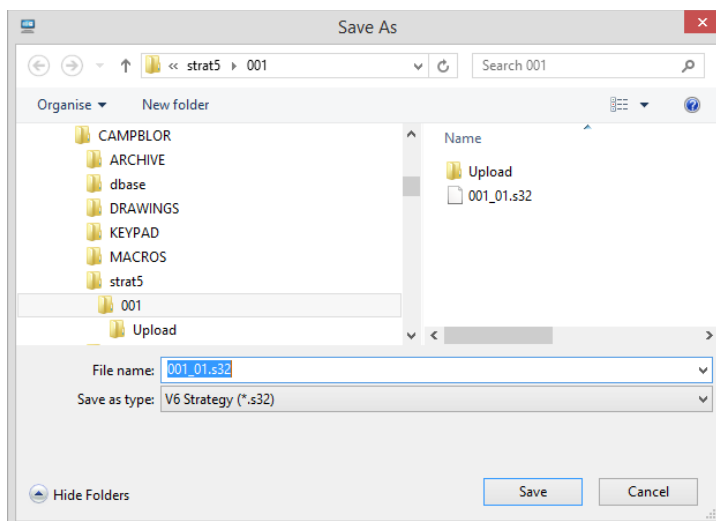 Save As
« strat5 001
Search 001
Organise
New folder
CAMPBLOR
ARCHIVE
dbase
DRAWINGS
KEYPAD
MACROS
strat5
001
Upload
Name
Upload
001_01.s32
File name: 001_01.s32
Save as type: V6 Strategy (*.s32)
Hide Folders
Save
Cancel